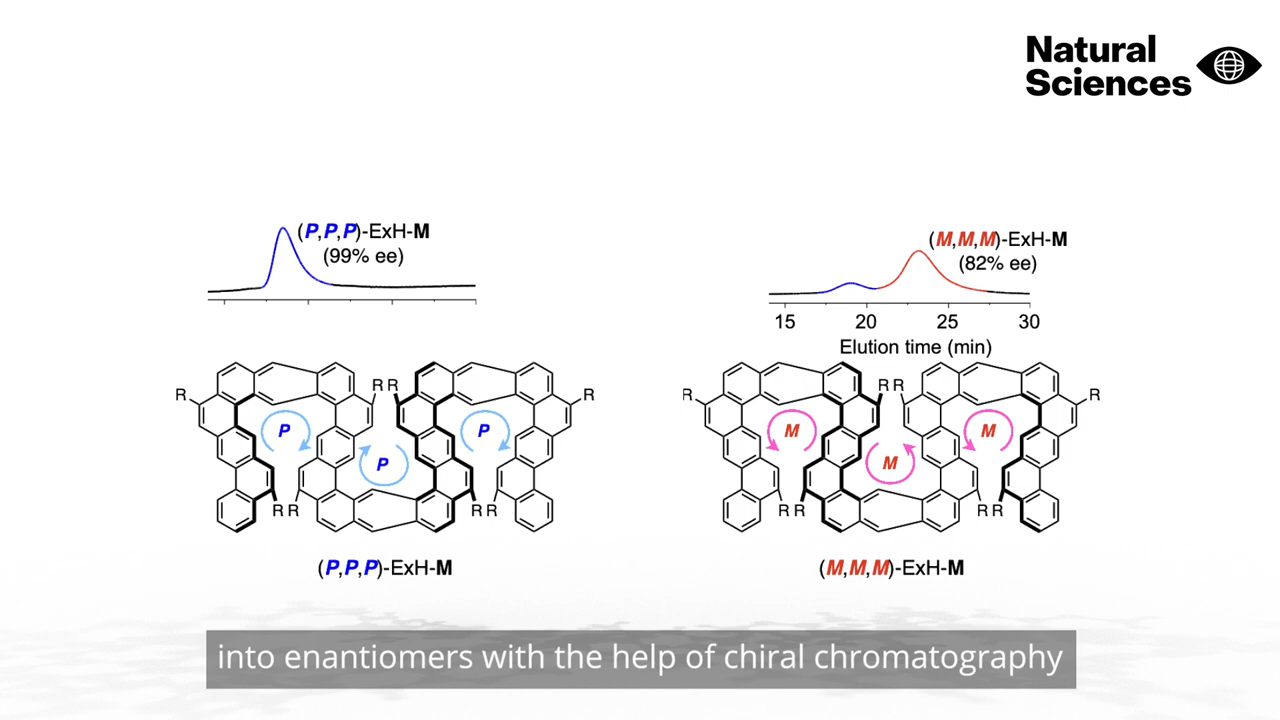 Natural
Sciences
(P,P,P)-ExH-M
(99% ee)
(M,M,M)-ExH-M
(82% ee)
15 20 25 30
Elution time (min)
R R R R R R R R
P P M M
P M
R R R R R R R R
(P,P,P)-ExH-M
(M,M,M)-ExH-M
into enantiomers with the help of chiral chromatography